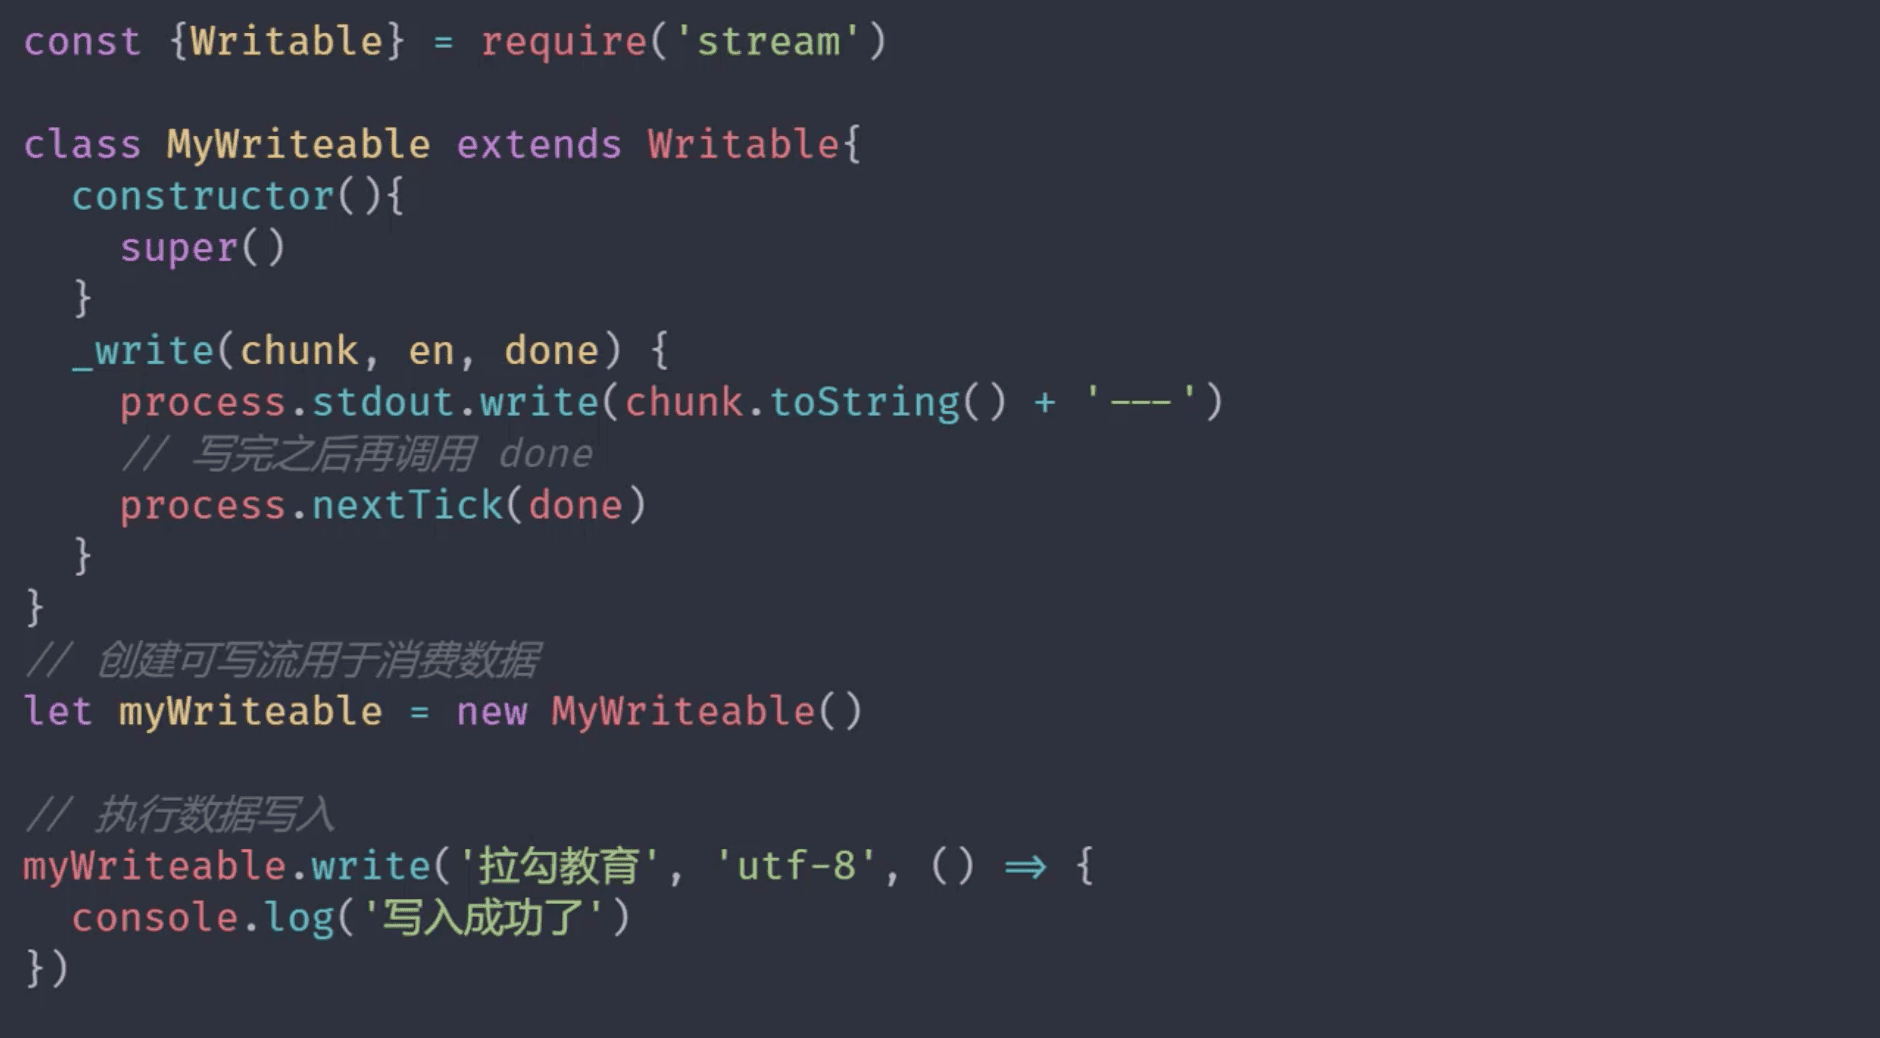 const {Writable} = require('stream')
class MyWriteable extends Writable{
  constructor(){
    super()
  }
  _write(chunk, en, done) {
    process.stdout.write(chunk.toString() + '---')
    // 写完之后再调用 done
    process.nextTick(done)
  }
}
// 创建可写流用于消费数据
let myWriteable = new MyWriteable()
// 执行数据写入
myWriteable.write('拉勾教育', 'utf-8', () => {
  console.log('写入成功了')
})